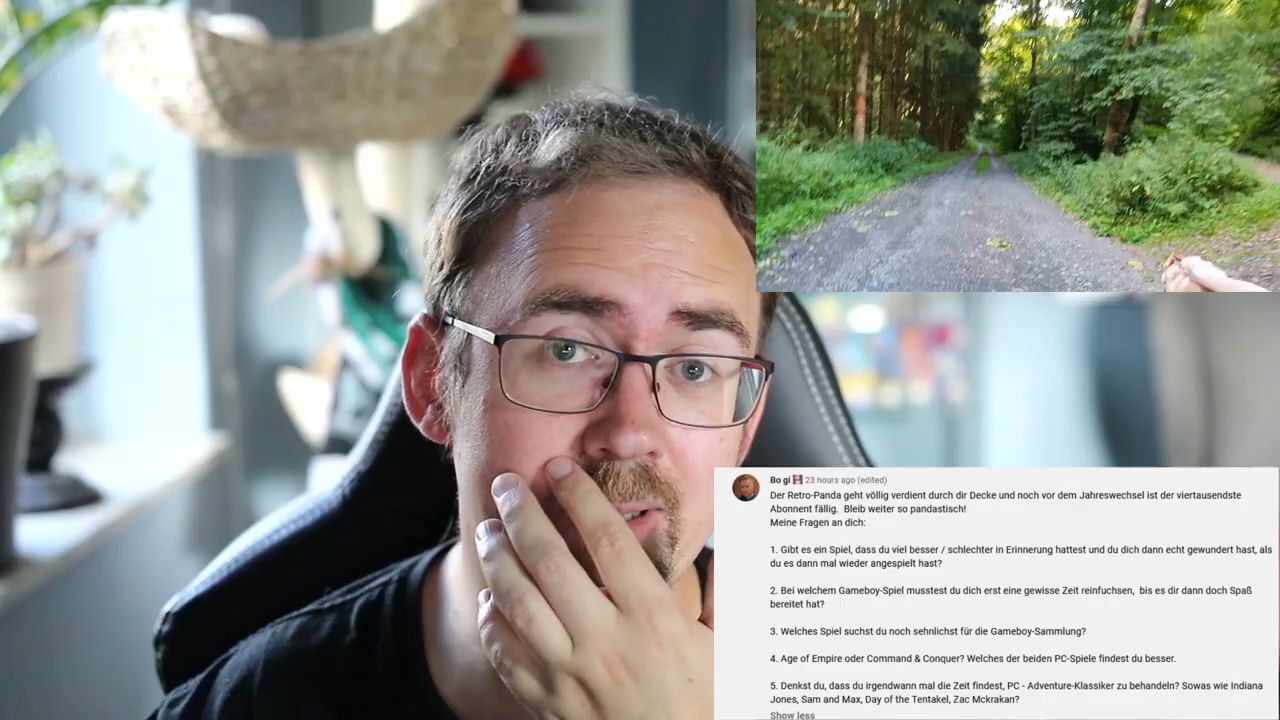 Bo gi 23 hours ago (edited)
Der Retro-Panda geht völlig verdient durch dir Decke und noch vor dem Jahreswechsel ist der viertausendste
Abonnent fällig. Bleib weiter so pandastisch!
Meine Fragen an dich:
1. Gibt es ein Spiel, dass du viel besser / schlechter in Erinnerung hattest und du dich dann echt gewundert hast, als
du es dann mal wieder angespielt hast?
2. Bei welchem Gameboy-Spiel musstest du dich erst eine gewisse Zeit reinfuchsen, bis es dir dann doch Spaß
bereitet hat?
3. Welches Spiel suchst du noch sehnlichst für die Gameboy-Sammlung?
4. Age of Empire oder Command & Conquer? Welches der beiden PC-Spiele findest du besser.
5. Denkst du, dass du irgendwann mal die Zeit findest, PC - Adventure-Klassiker zu behandeln? Sowas wie Indiana
Jones, Sam and Max, Day of the Tentakel, Zac Mckrakan?
Show less